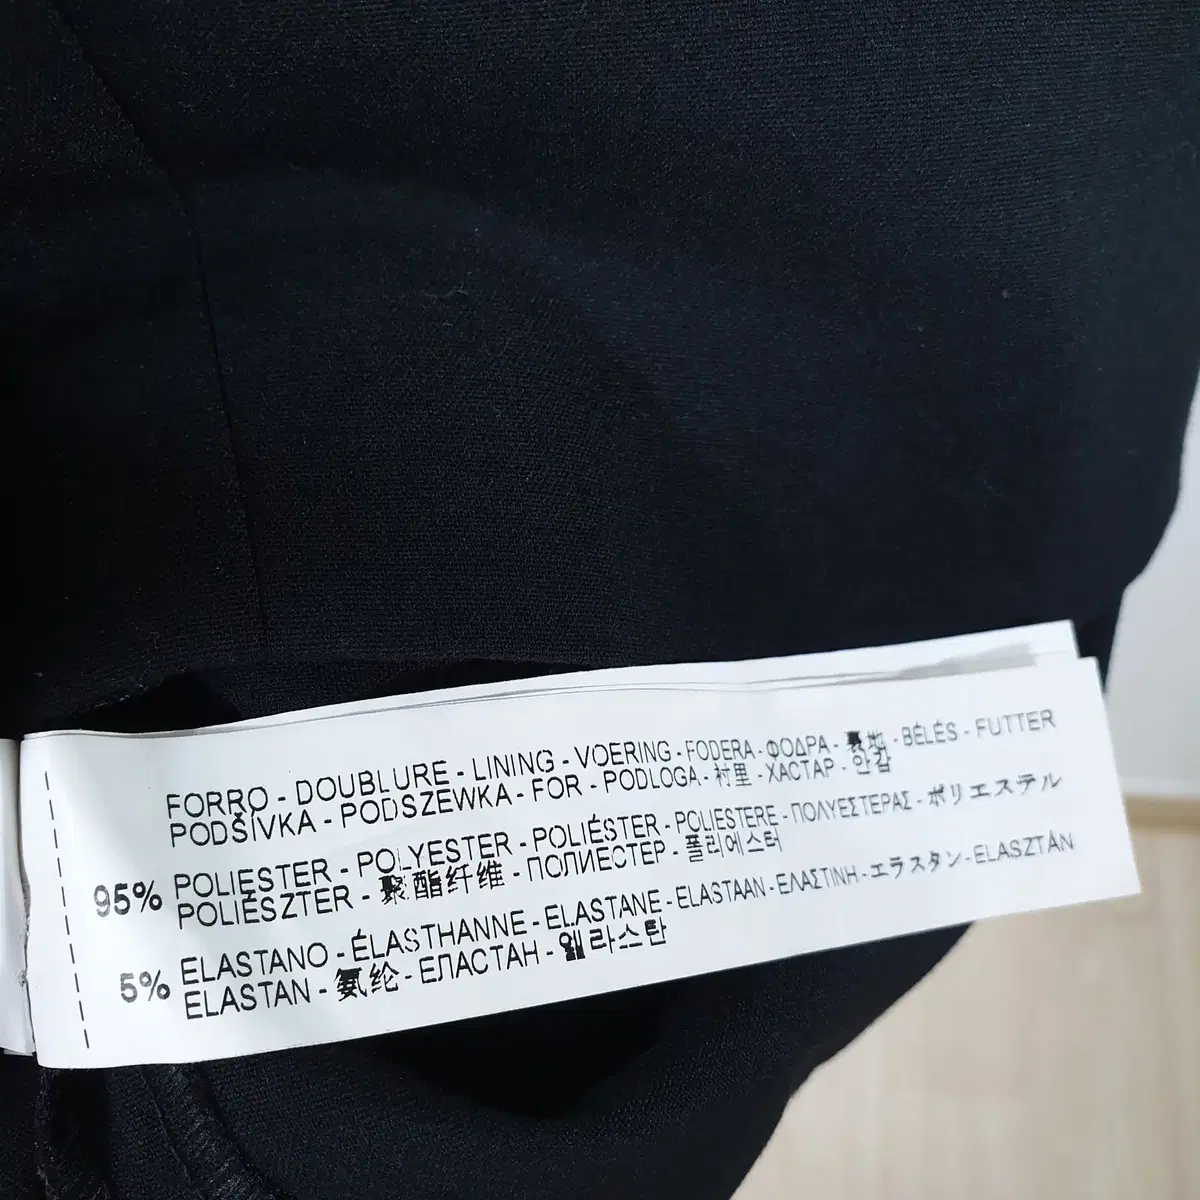 FORRO - DOUBLURE - LINING - VOERING - FODERA - ΦΟΔΡΑ - 裏地 - BÉLÉS - FUTTER
PODŠÍVKA - PODSZEWKA - FOR - PODLOGA - 衬里 - ХАСТАР - 안감
95% POLIESTER - POLYESTER - POLIÉSTER - POLIESTERE - ΠΟΛΥΕΣΤΕΡΑΣ - ポリエステル
POLIÉSZTER - 聚酯纤维 - ПОЛИЕСТЕР - 폴리에스터
5% ELASTANO - ÉLASTHANNE - ELASTANE - ELASTAAN - ΕΛΑΣΤΙΝΗ - エラスタン - ELASZTÁN
ELASTAN - 氨纶 - ЕЛАСТАН - 엘라스탄